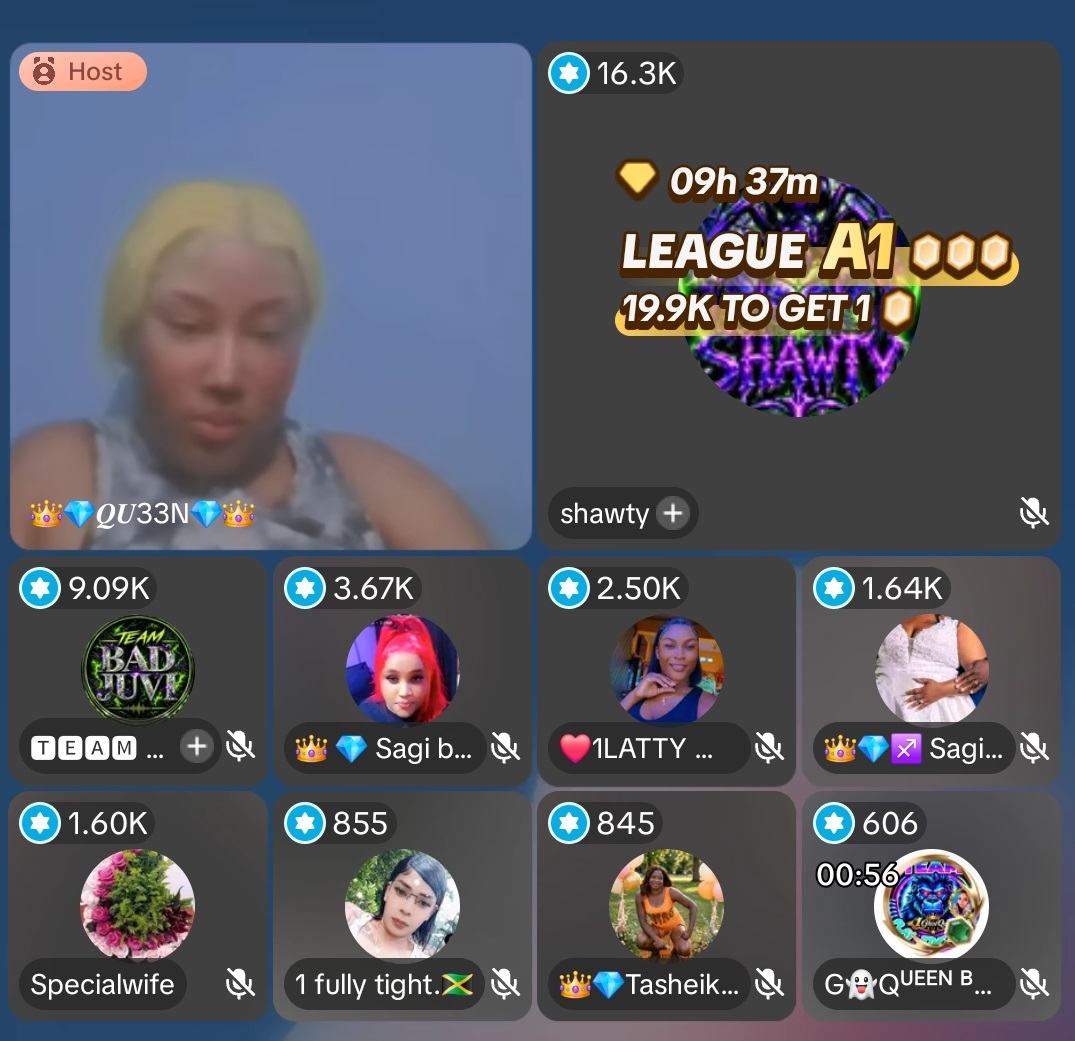 Host
16.3K
09h 37m
LEAGUE A1
19.9K TO GET 1
SHAWTY
👑💎𝑸𝑼33N💎👑
shawty +
9.09K
3.67K
2.50K
1.64K
TEAM
BAD
JUVI
🆃🅴🅰🅼 ...
👑 💎 Sagi b...
❤️1LATTY ...
👑💎♐ Sagi...
1.60K
855
845
606
00:56
TEAM
Specialwife
1 fully tight.🇯🇲
👑💎Tasheik...
G👻Qᵁᴱᴱᴺ ᴮ...